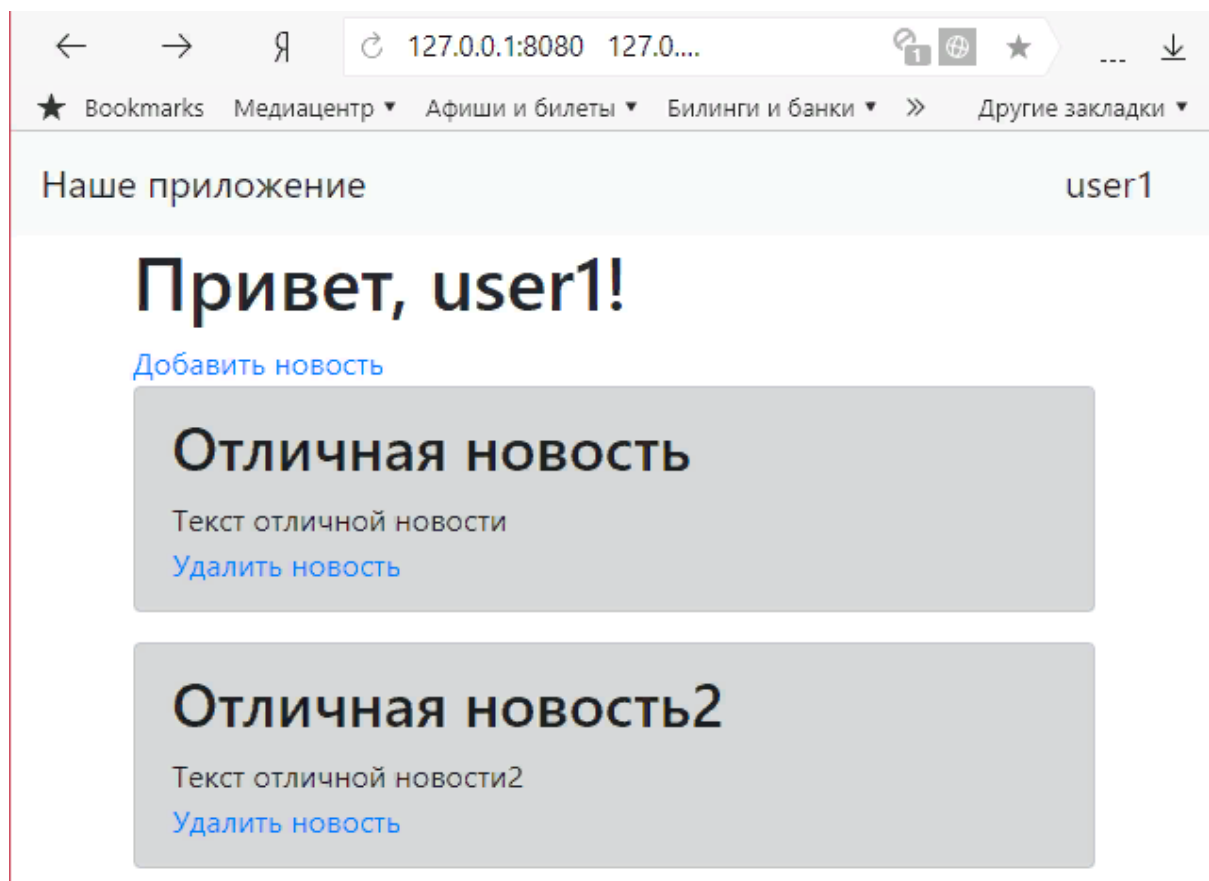 Я 127.0.0.1:8080 127.0.... 1 ...
Bookmarks Медиацентр Афиши и билеты Билинги и банки » Другие закладки
Наше приложение user1
Привет, user1!
Добавить новость
Отличная новость
Текст отличной новости
Удалить новость
Отличная новость2
Текст отличной новости2
Удалить новость